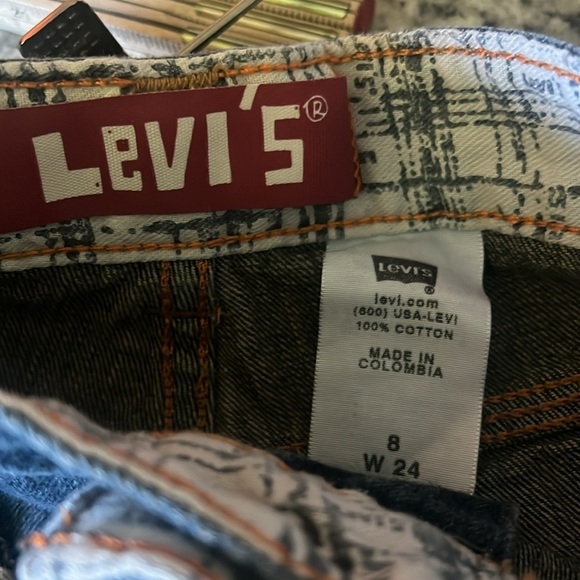 LEVI'S®
LEVI'S
®
levi.com
(800) USA-LEVI
100% COTTON
MADE IN
COLOMBIA
8
W 24